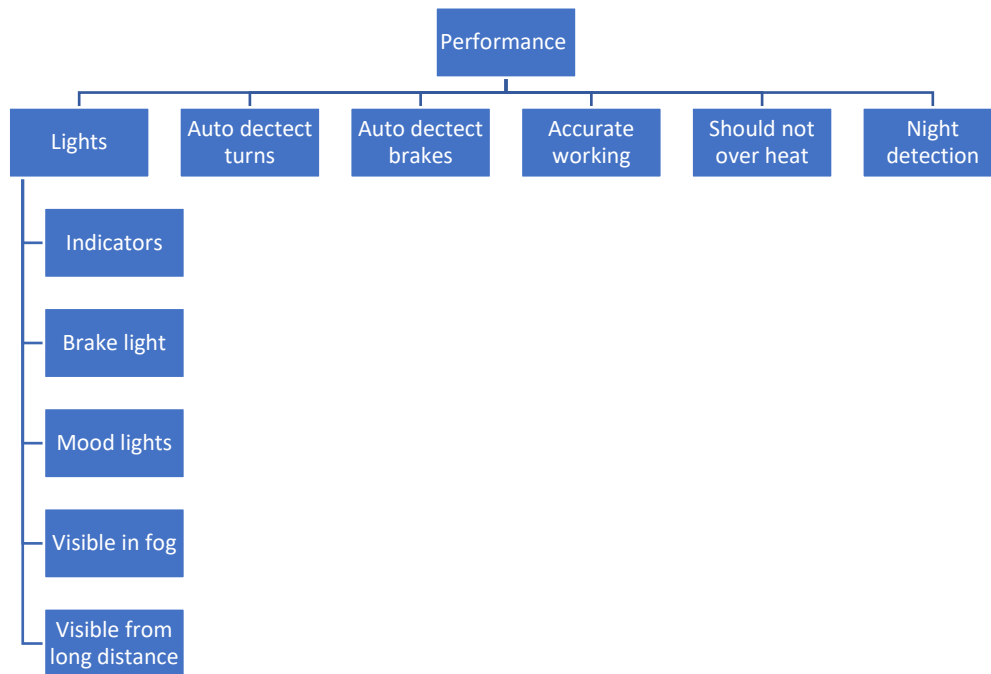 Performance
Lights
Auto dectect
turns
Auto dectect
brakes
Accurate
working
Should not
over heat
Night
detection
Indicators
Brake light
Mood lights
Visible in fog
Visible from
long distance